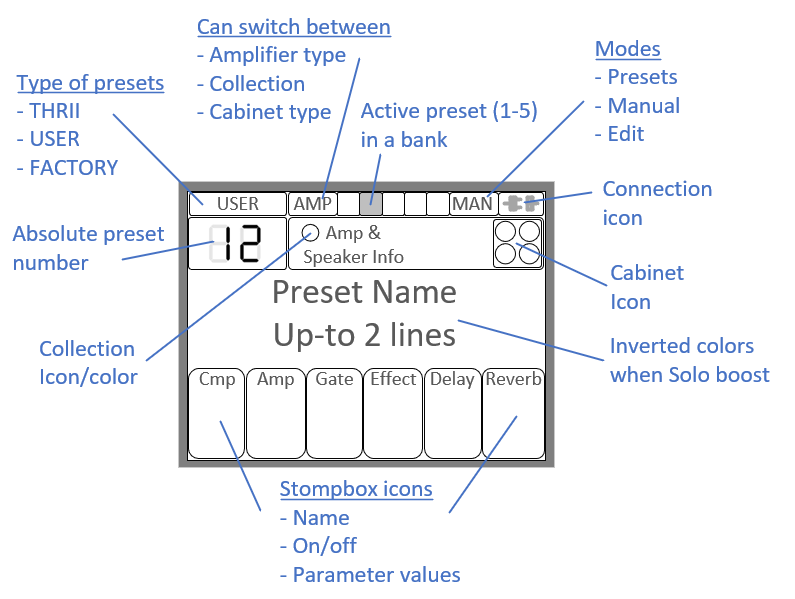 Can switch between
- Amplifier type
- Collection
- Cabinet type
Modes
- Presets
- Manual
- Edit
Type of presets
- THRII
- USER
- FACTORY
Active preset (1-5)
in a bank
Connection
icon
USER
AMP
MAN
Absolute preset
number
12
Amp &
Speaker Info
Cabinet
Icon
Preset Name
Up-to 2 lines
Collection
Icon/color
Inverted colors
when Solo boost
Cmp
Amp
Gate
Effect
Delay
Reverb
Stompbox icons
- Name
- On/off
- Parameter values